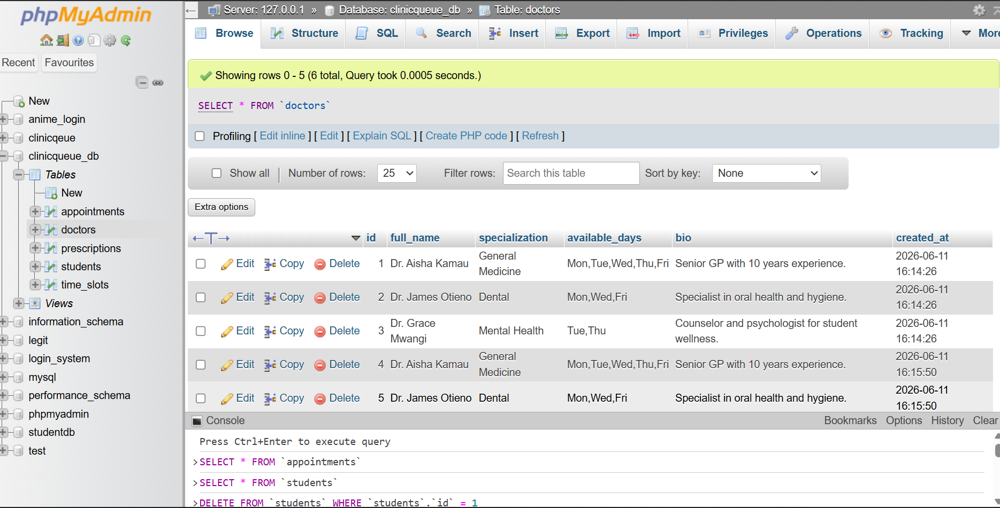 phpMyAdmin
Recent Favourites
New
anime_login
clinicqeue
clinicqueue_db
Tables
New
appointments
doctors
prescriptions
students
time_slots
Views
information_schema
legit
login_system
mysql
performance_schema
phpmyadmin
studentdb
test
← Server: 127.0.0.1 » Database: clinicqueue_db » Table: doctors
Browse Structure SQL Search Insert Export Import Privileges Operations Tracking More
Showing rows 0 - 5 (6 total, Query took 0.0005 seconds.)
SELECT * FROM `doctors`
Profiling [ Edit inline ] [ Edit ] [ Explain SQL ] [ Create PHP code ] [ Refresh ]
Show all | Number of rows: 25 Filter rows: Search this table Sort by key: None
Extra options
←T→ id full_name specialization available_days bio created_at
Edit Copy Delete 1 Dr. Aisha Kamau General Medicine Mon,Tue,Wed,Thu,Fri Senior GP with 10 years experience. 2026-06-11 16:14:26
Edit Copy Delete 2 Dr. James Otieno Dental Mon,Wed,Fri Specialist in oral health and hygiene. 2026-06-11 16:14:26
Edit Copy Delete 3 Dr. Grace Mwangi Mental Health Tue,Thu Counselor and psychologist for student wellness. 2026-06-11 16:14:26
Edit Copy Delete 4 Dr. Aisha Kamau General Medicine Mon,Tue,Wed,Thu,Fri Senior GP with 10 years experience. 2026-06-11 16:15:50
Edit Copy Delete 5 Dr. James Otieno Dental Mon,Wed,Fri Specialist in oral health and hygiene. 2026-06-11 16:15:50
Console Bookmarks Options History Clear
Press Ctrl+Enter to execute query
>SELECT * FROM `appointments`
>SELECT * FROM `students`
>DELETE FROM `students` WHERE `students`.`id` = 1